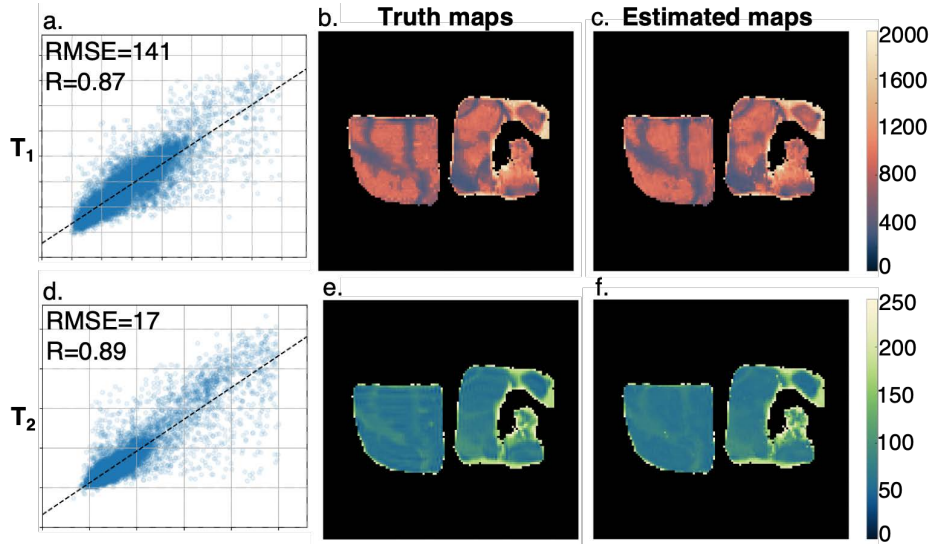 a.
RMSE=141
R=0.87
T1
b.
Truth maps
c.
Estimated maps
2000
1600
1200
800
400
0
d.
RMSE=17
R=0.89
T2
e.
f.
250
200
150
100
50
0